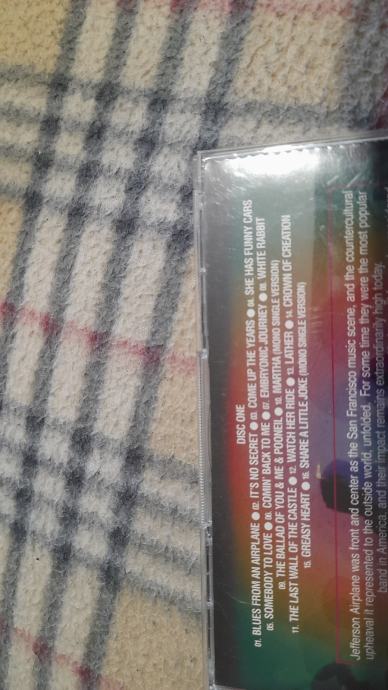 DISC ONE
01. BLUES FROM AN AIRPLANE ● 02. IT'S NO SECRET ● 03. COME UP THE YEARS ● 04. SHE HAS FUNNY CARS
05. SOMEBODY TO LOVE ● 06. COMIN' BACK TO ME ● 07. EMBRYONIC JOURNEY ● 08. WHITE RABBIT
09. THE BALLAD OF YOU & ME & POONEIL ● 10. MARTHA (MONO SINGLE VERSION)
11. THE LAST WALL OF THE CASTLE ● 12. WATCH HER RIDE ● 13. LATHER ● 14. CROWN OF CREATION
15. GREASY HEART ● 16. SHARE A LITTLE JOKE (MONO SINGLE VERSION)
Jefferson Airplane was front and center as the San Francisco music scene, and the countercultural
upheaval it represented to the outside world, unfolded. For some time they were the most popular
band in America, and their impact remains extraordinarily high today.